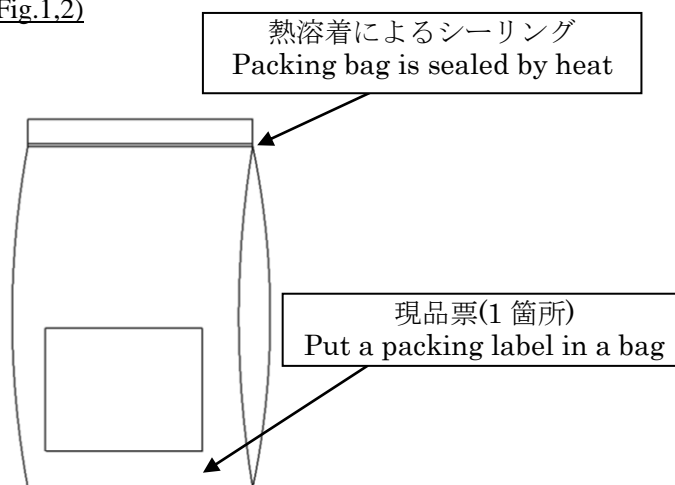 Fig.1,2)
熱溶着によるシーリング
Packing bag is sealed by heat
現品票(1 箇所)
Put a packing label in a bag